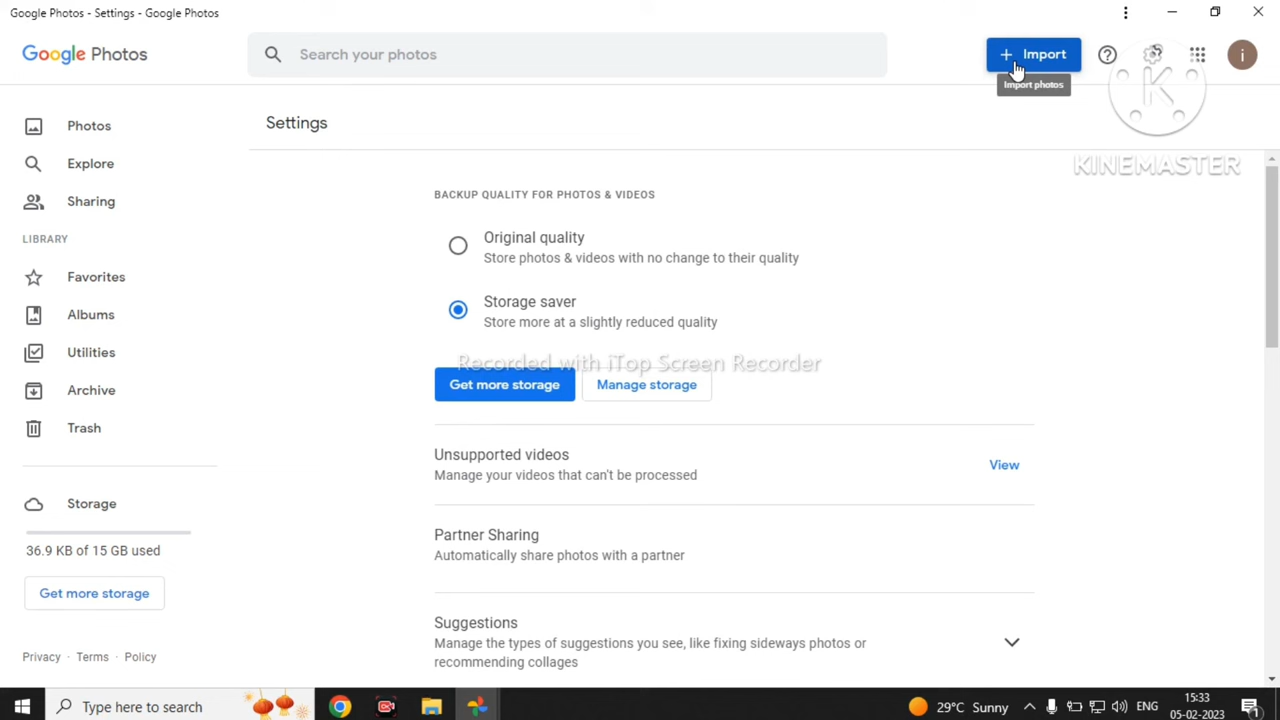 Google Photos - Settings - Google Photos
Google Photos
Search your photos
Import
i
Import photos
K
KINEMASTER
Photos
Explore
Sharing
LIBRARY
Favorites
Albums
Utilities
Archive
Trash
Storage
36.9 KB of 15 GB used
Get more storage
Privacy · Terms · Policy
Settings
BACKUP QUALITY FOR PHOTOS & VIDEOS
Original quality
Store photos & videos with no change to their quality
Storage saver
Store more at a slightly reduced quality
Recorded with iTop Screen Recorder
Get more storage
Manage storage
Unsupported videos
Manage your videos that can't be processed
View
Partner Sharing
Automatically share photos with a partner
Suggestions
Manage the types of suggestions you see, like fixing sideways photos or
recommending collages
Type here to search
29°C Sunny
ENG
15:33
05-02-2023
1